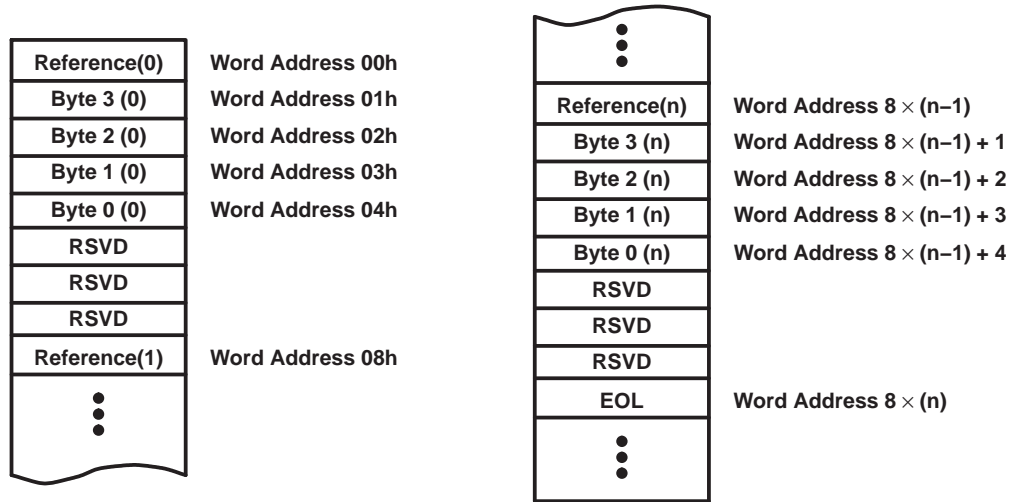 Reference(0) Word Address 00h
Byte 3 (0) Word Address 01h
Byte 2 (0) Word Address 02h
Byte 1 (0) Word Address 03h
Byte 0 (0) Word Address 04h
RSVD
RSVD
RSVD
Reference(1) Word Address 08h
Reference(n) Word Address 8 × (n–1)
Byte 3 (n) Word Address 8 × (n–1) + 1
Byte 2 (n) Word Address 8 × (n–1) + 2
Byte 1 (n) Word Address 8 × (n–1) + 3
Byte 0 (n) Word Address 8 × (n–1) + 4
RSVD
RSVD
RSVD
EOL Word Address 8 × (n)